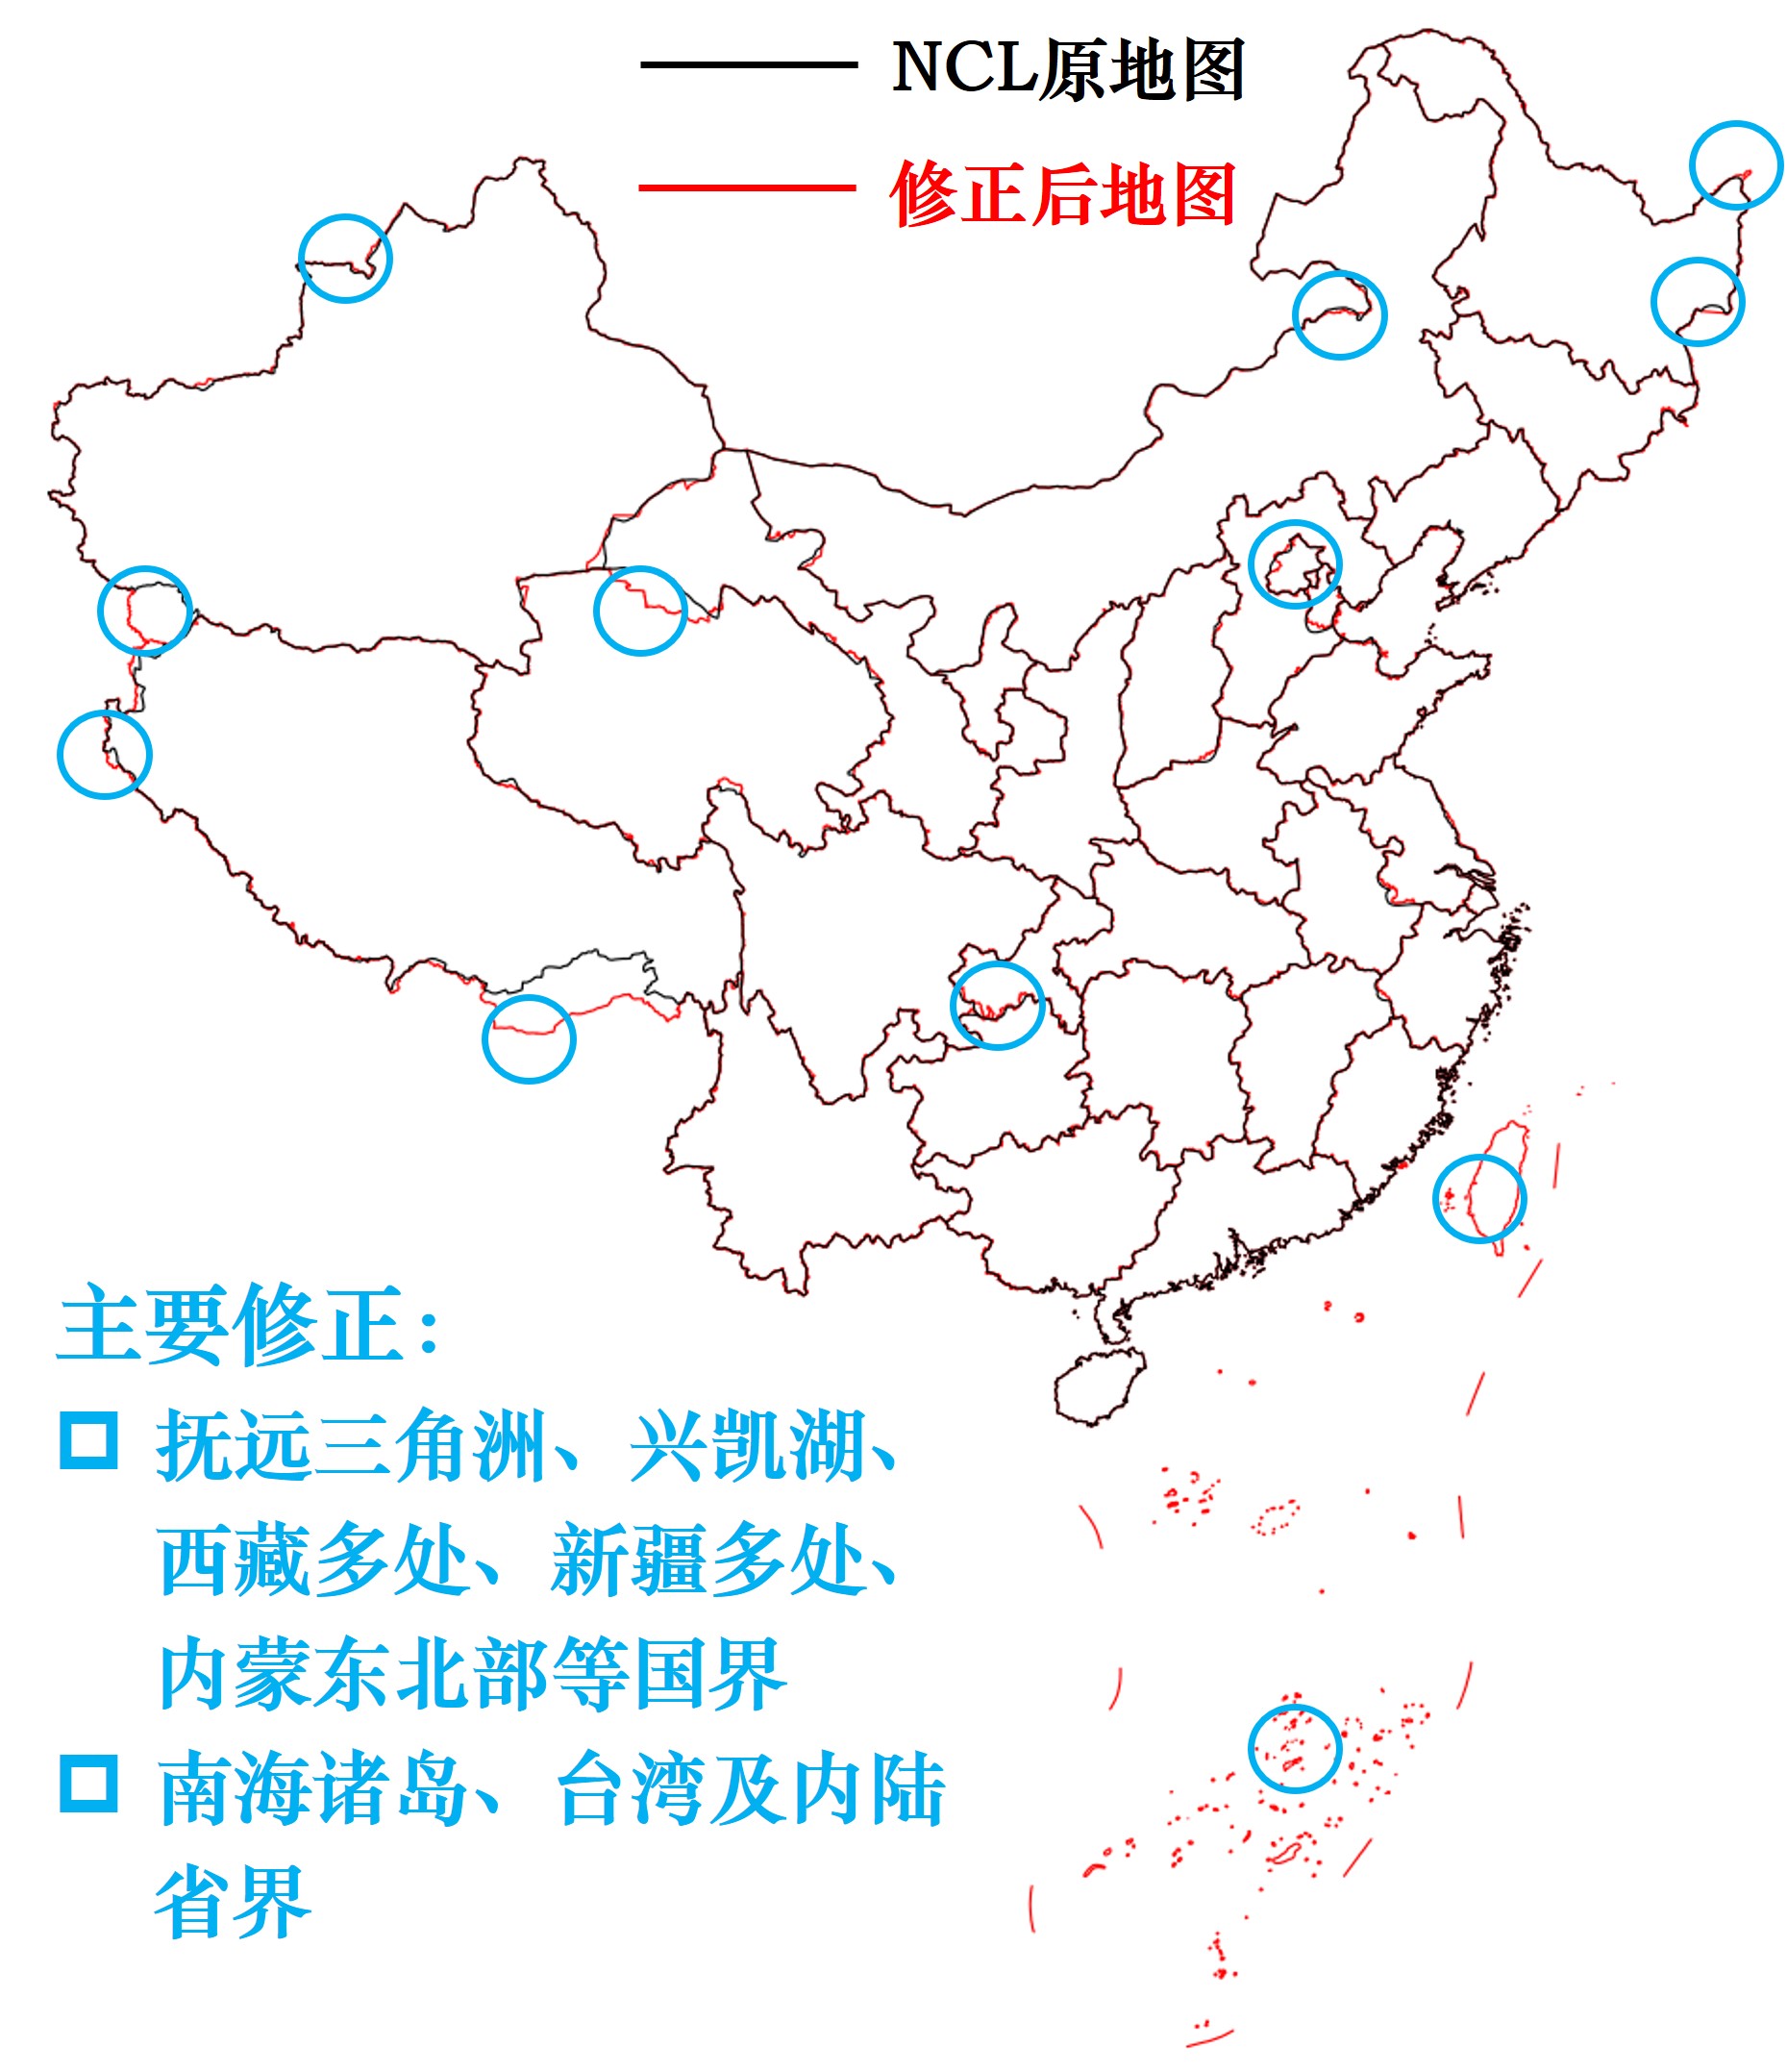 NCL原地图
修正后地图
主要修正：
抚远三角洲、兴凯湖、
西藏多处、新疆多处、
内蒙东北部等国界
南海诸岛、台湾及内陆
省界